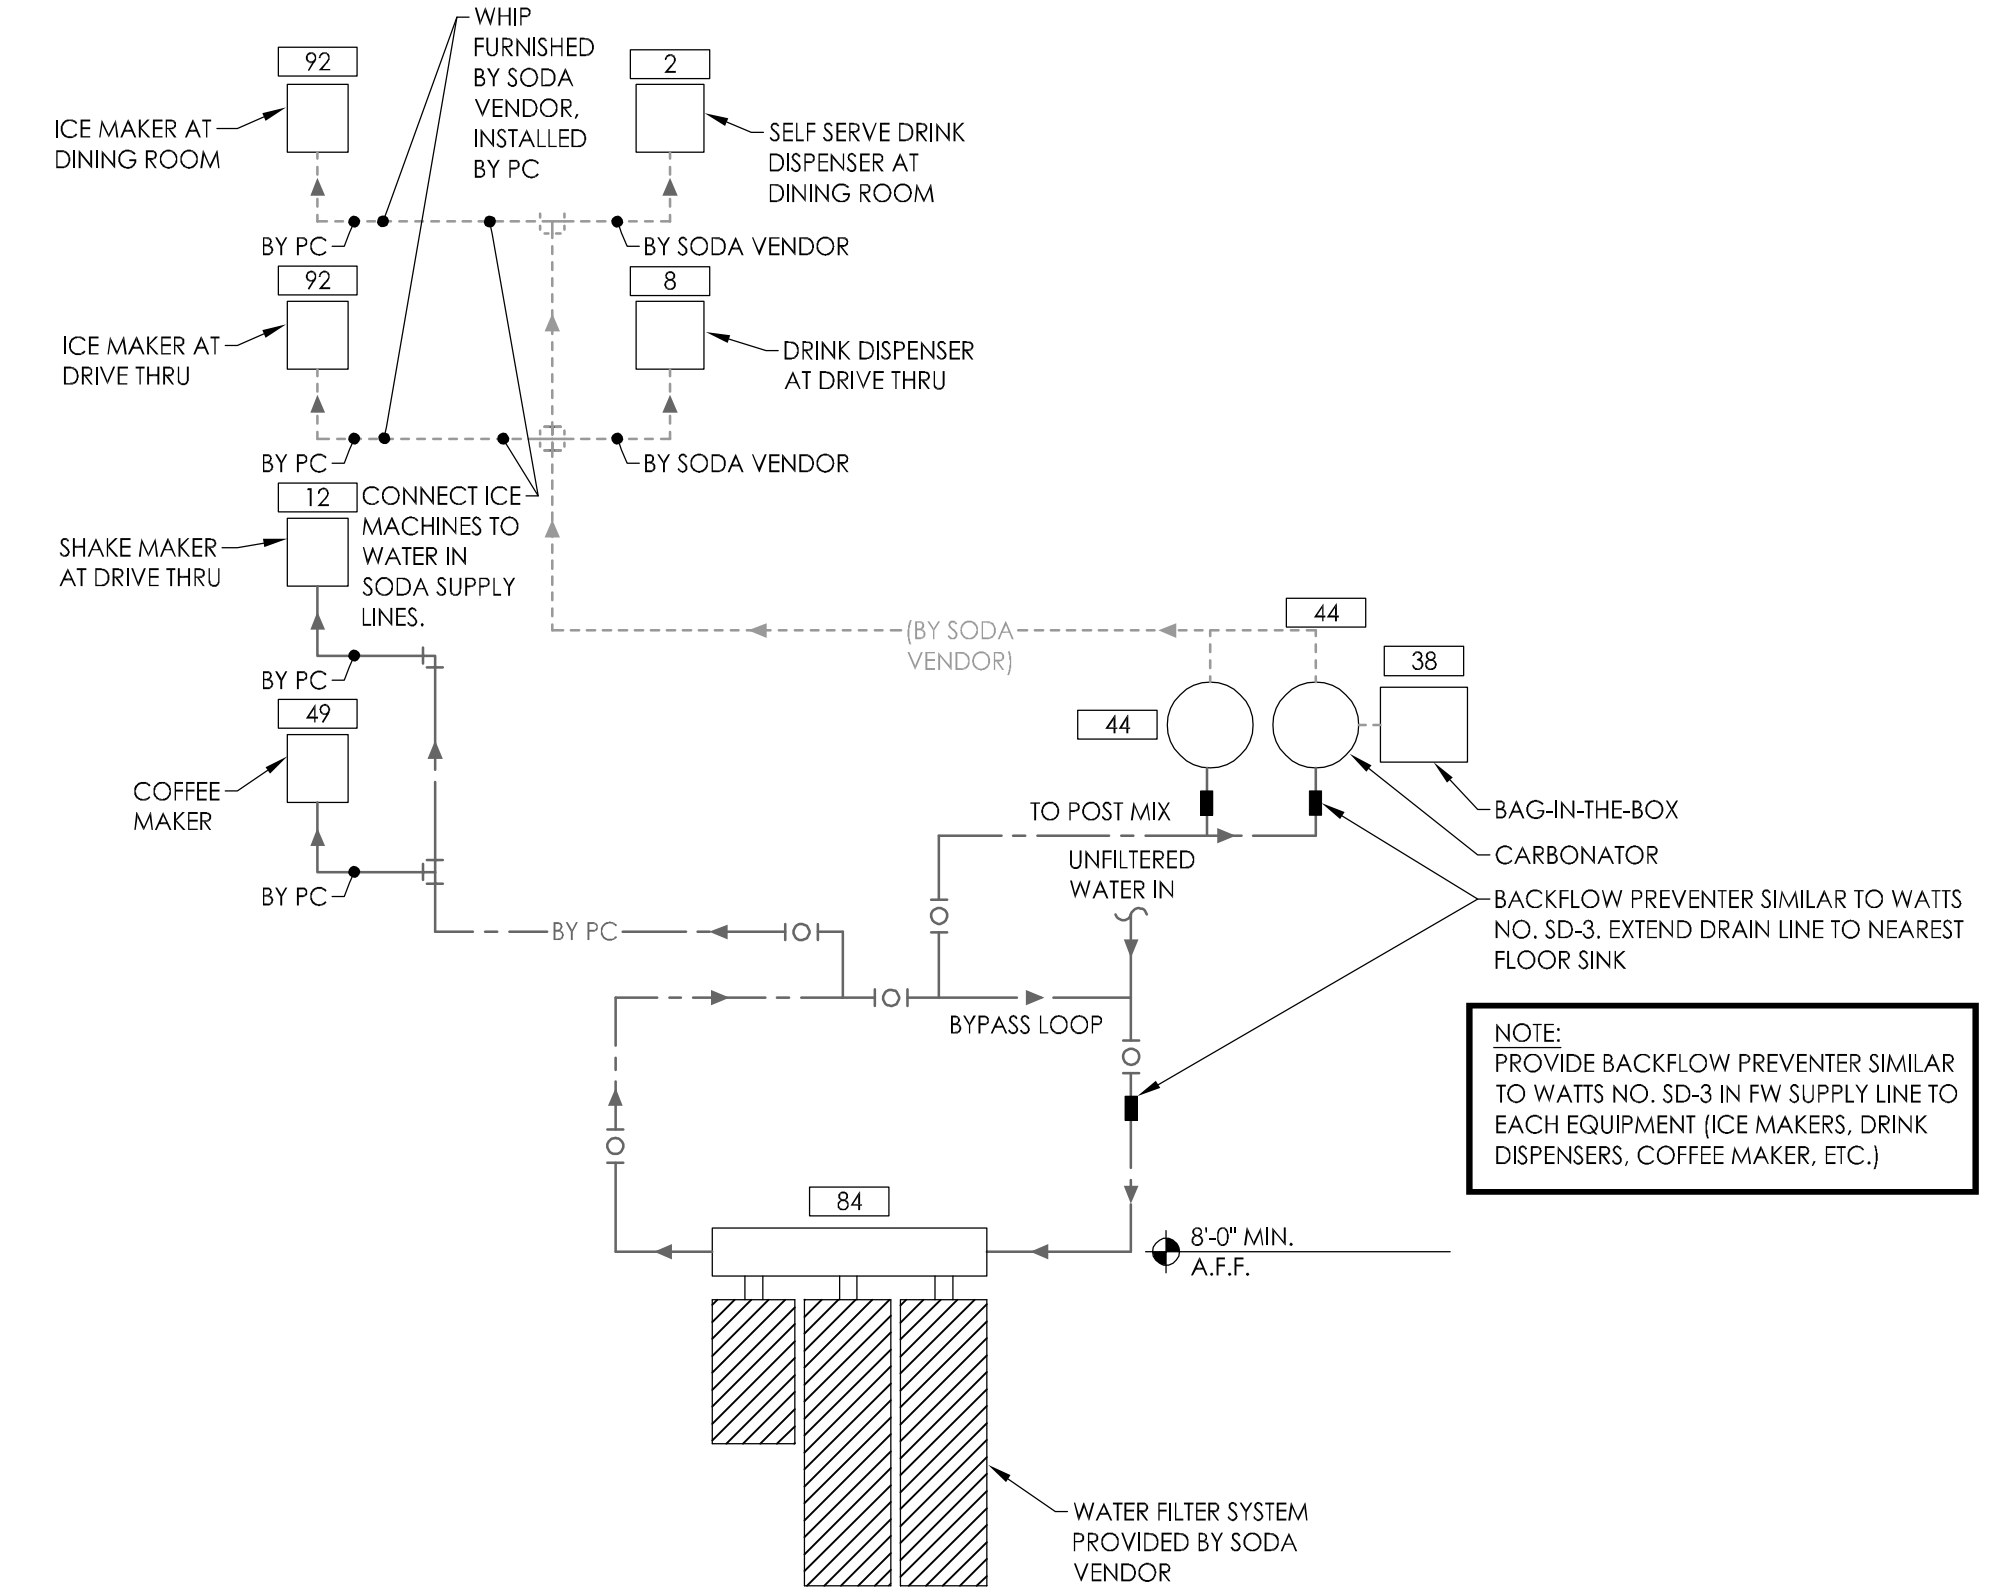 WHIP
FURNISHED
BY SODA
VENDOR,
INSTALLED
BY PC
92
2
ICE MAKER AT
DINING ROOM
SELF SERVE DRINK
DISPENSER AT
DINING ROOM
BY PC
BY SODA VENDOR
92
8
ICE MAKER AT
DRIVE THRU
DRINK DISPENSER
AT DRIVE THRU
BY PC
BY SODA VENDOR
12
CONNECT ICE
MACHINES TO
WATER IN
SODA SUPPLY
LINES.
SHAKE MAKER
AT DRIVE THRU
BY PC
(BY SODA
VENDOR)
44
38
44
49
COFFEE
MAKER
BY PC
TO POST MIX
UNFILTERED
WATER IN
BAG-IN-THE-BOX
CARBONATOR
BACKFLOW PREVENTER SIMILAR TO WATTS
NO. SD-3. EXTEND DRAIN LINE TO NEAREST
FLOOR SINK
BY PC
BYPASS LOOP
NOTE:
PROVIDE BACKFLOW PREVENTER SIMILAR
TO WATTS NO. SD-3 IN FW SUPPLY LINE TO
EACH EQUIPMENT (ICE MAKERS, DRINK
DISPENSERS, COFFEE MAKER, ETC.)
84
8'-0" MIN.
A.F.F.
WATER FILTER SYSTEM
PROVIDED BY SODA
VENDOR